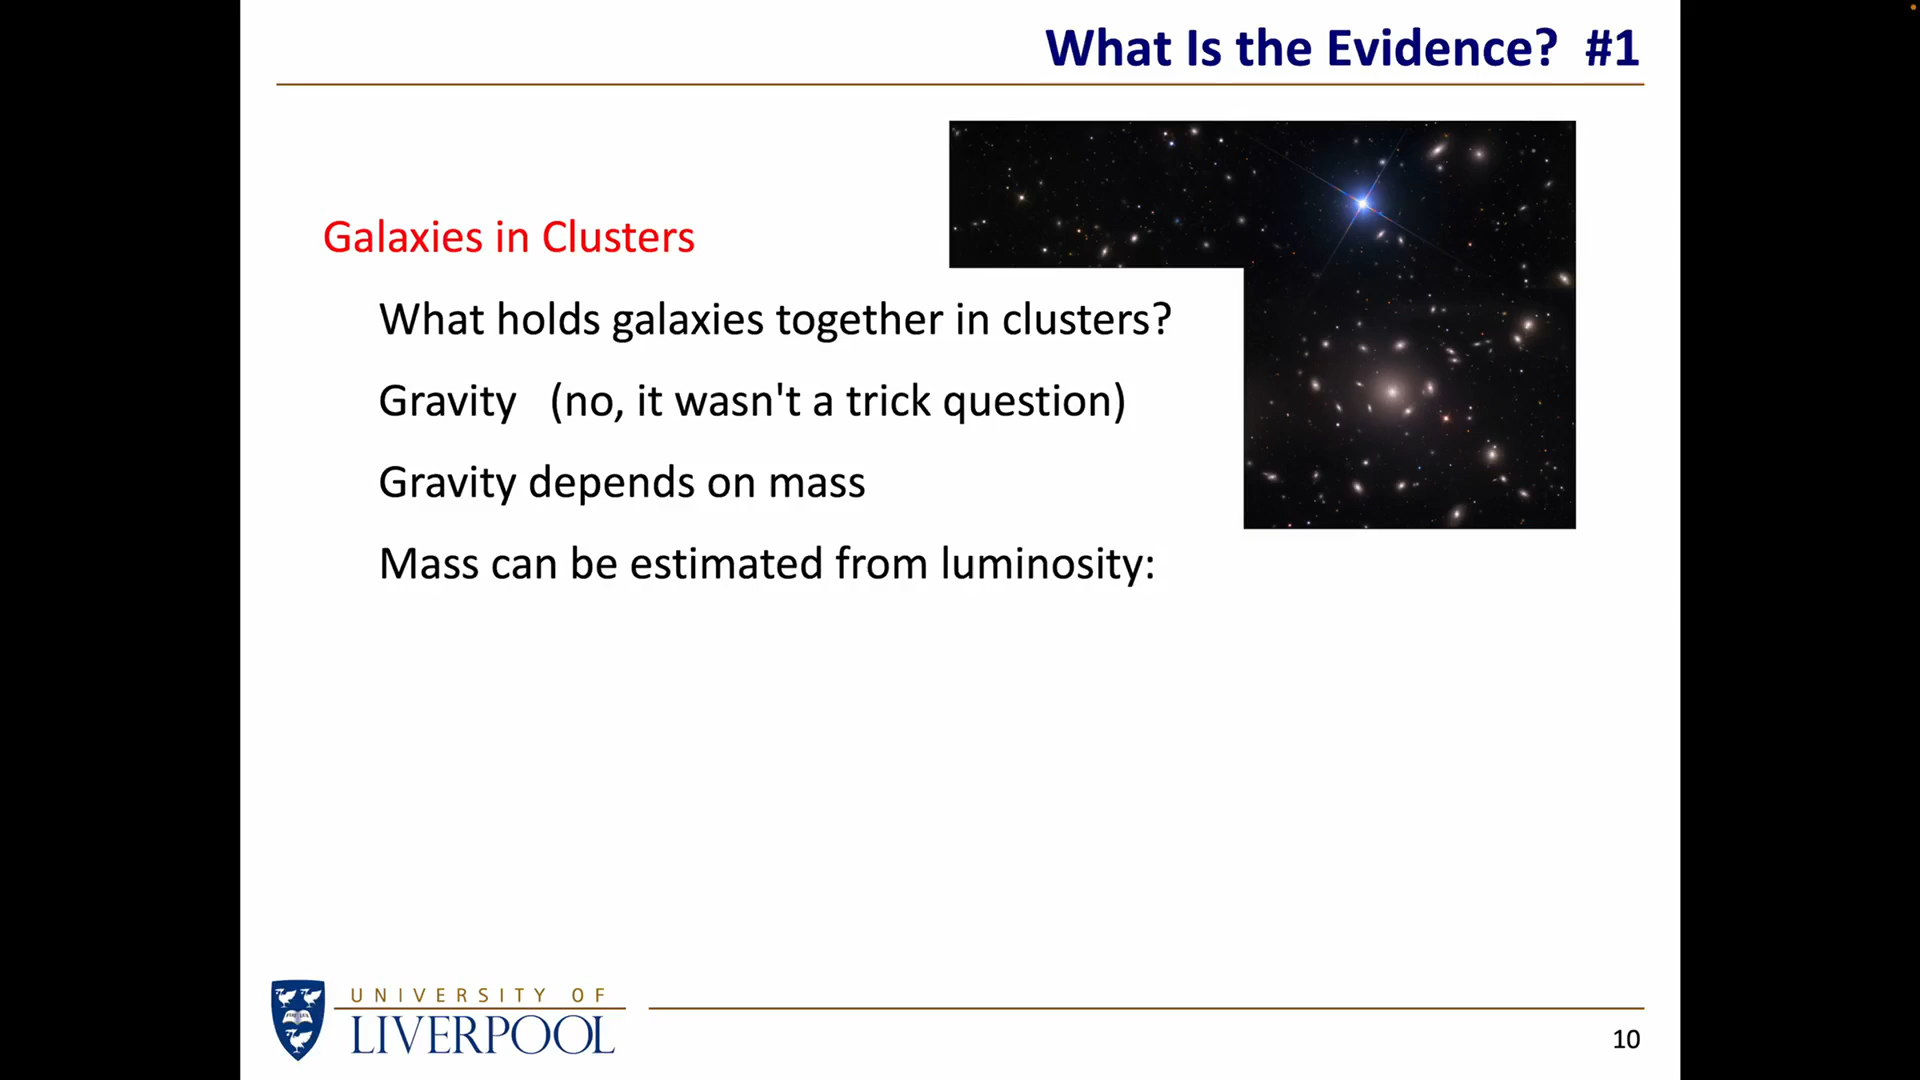 What Is the Evidence?  #1
Galaxies in Clusters
What holds galaxies together in clusters?
Gravity   (no, it wasn't a trick question)
Gravity depends on mass
Mass can be estimated from luminosity:
UNIVERSITY OF
LIVERPOOL
10